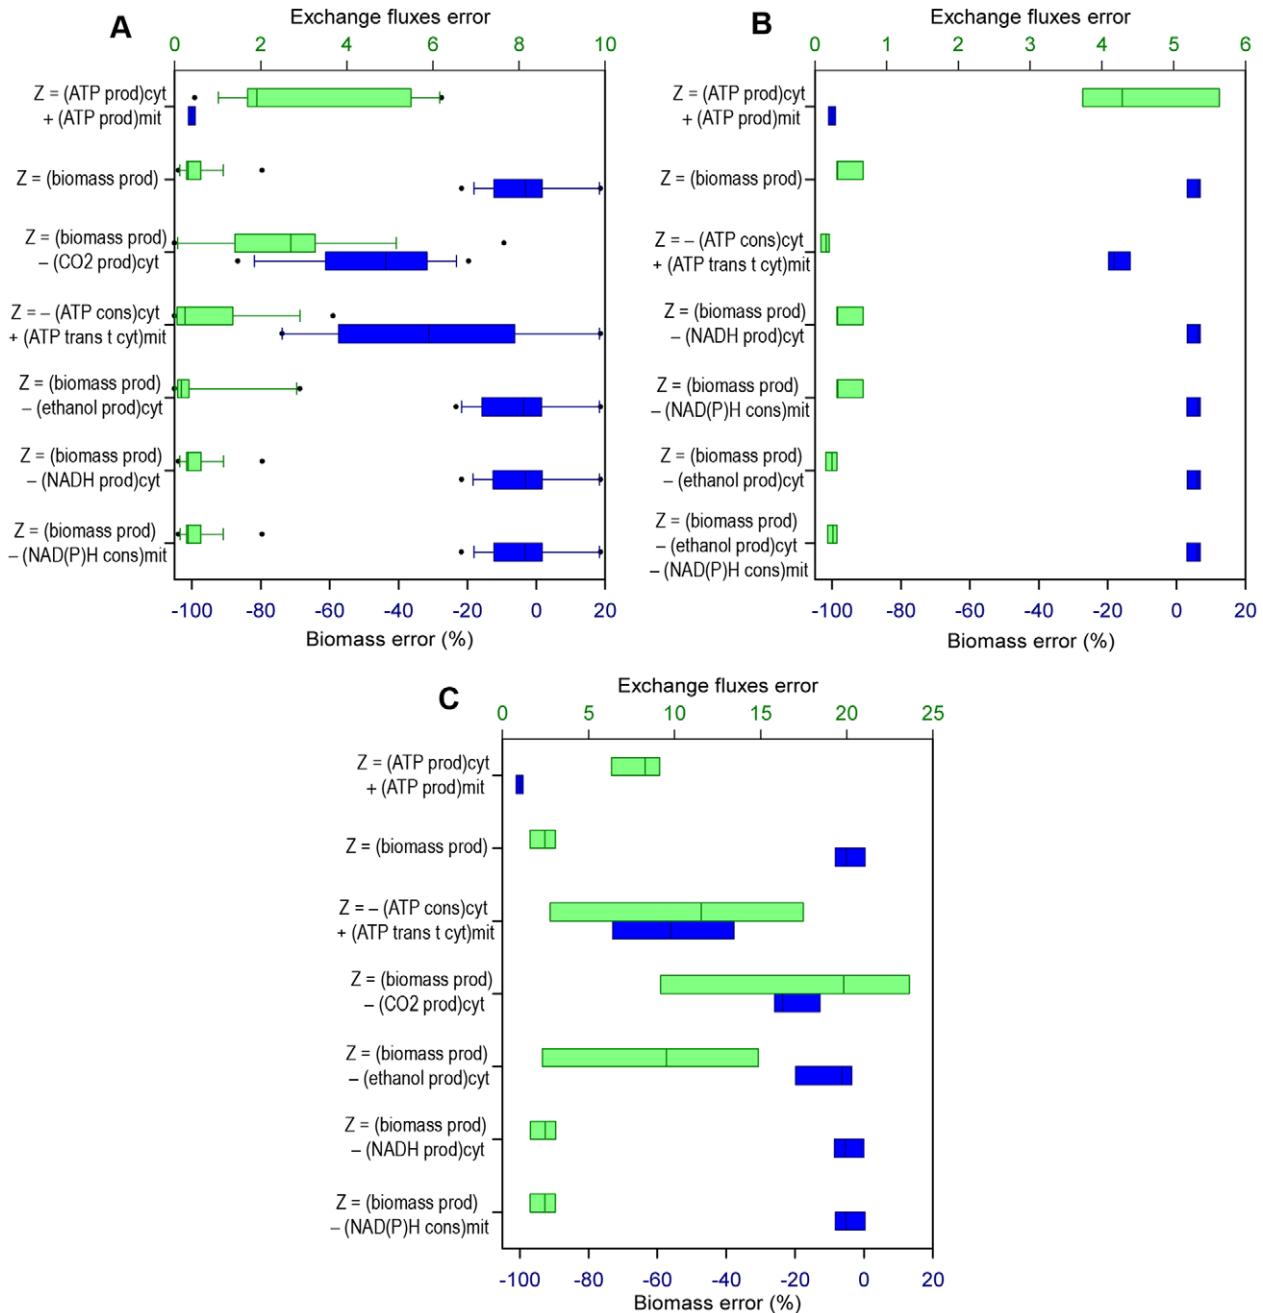 A
Exchange fluxes error
0 2 4 6 8 10
Z = (ATP prod)cyt
+ (ATP prod)mit
Z = (biomass prod)
Z = (biomass prod)
– (CO2 prod)cyt
Z = – (ATP cons)cyt
+ (ATP trans t cyt)mit
Z = (biomass prod)
– (ethanol prod)cyt
Z = (biomass prod)
– (NADH prod)cyt
Z = (biomass prod)
– (NAD(P)H cons)mit
-100 -80 -60 -40 -20 0 20
Biomass error (%)
B
Exchange fluxes error
0 1 2 3 4 5 6
Z = (ATP prod)cyt
+ (ATP prod)mit
Z = (biomass prod)
Z = – (ATP cons)cyt
+ (ATP trans t cyt)mit
Z = (biomass prod)
– (NADH prod)cyt
Z = (biomass prod)
– (NAD(P)H cons)mit
Z = (biomass prod)
– (ethanol prod)cyt
Z = (biomass prod)
– (ethanol prod)cyt
– (NAD(P)H cons)mit
-100 -80 -60 -40 -20 0 20
Biomass error (%)
C
Exchange fluxes error
0 5 10 15 20 25
Z = (ATP prod)cyt
+ (ATP prod)mit
Z = (biomass prod)
Z = – (ATP cons)cyt
+ (ATP trans t cyt)mit
Z = (biomass prod)
– (CO2 prod)cyt
Z = (biomass prod)
– (ethanol prod)cyt
Z = (biomass prod)
– (NADH prod)cyt
Z = (biomass prod)
– (NAD(P)H cons)mit
-100 -80 -60 -40 -20 0 20
Biomass error (%)